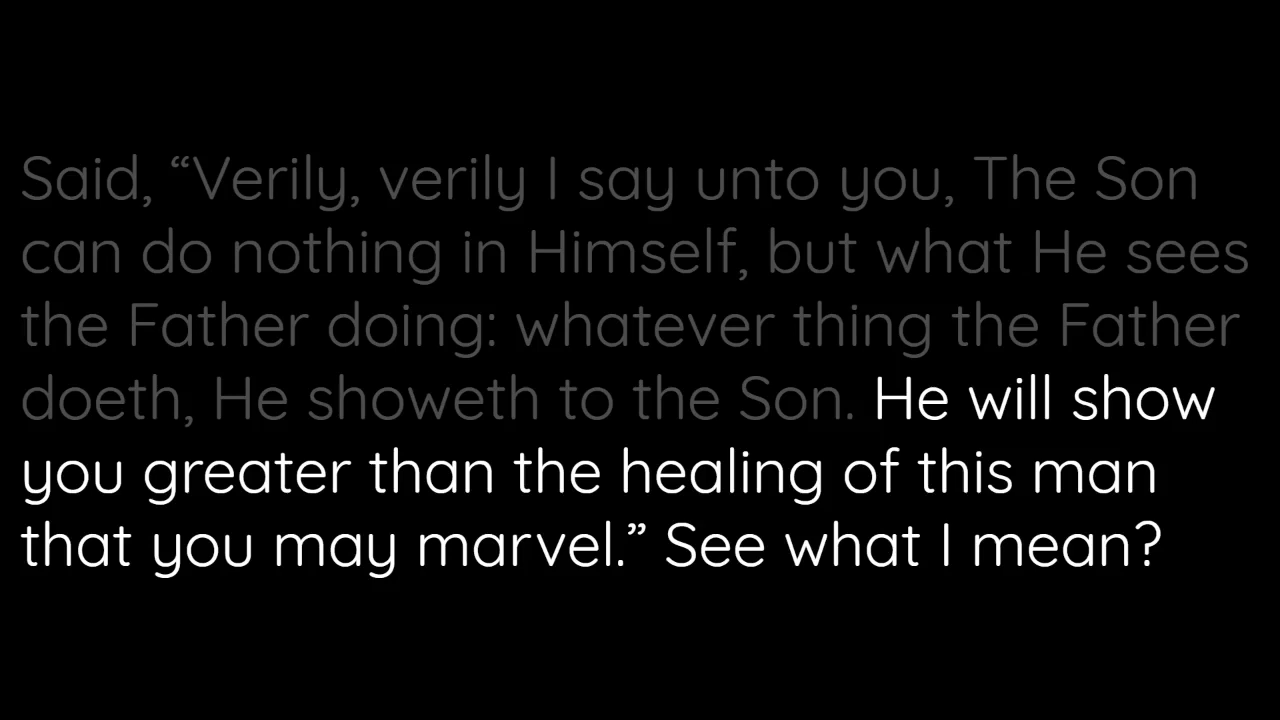 Said, “Verily, verily I say unto you, The Son
can do nothing in Himself, but what He sees
the Father doing: whatever thing the Father
doeth, He showeth to the Son. He will show
you greater than the healing of this man
that you may marvel.” See what I mean?